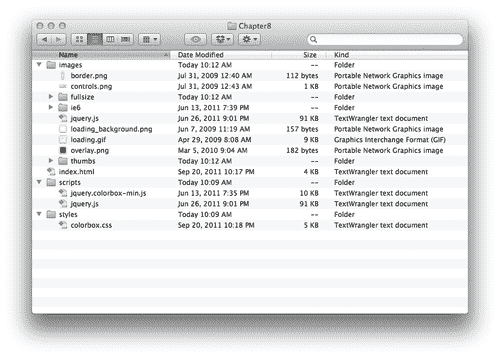 Chapter8
Name Date Modified Size Kind
images Today 10:12 AM -- Folder
border.png Jul 31, 2009 12:40 AM 112 bytes Portable Network Graphics image
controls.png Jul 31, 2009 12:43 AM 1 KB Portable Network Graphics image
fullsize Today 10:12 AM -- Folder
ie6 Jun 13, 2011 7:39 PM -- Folder
jquery.js Jun 26, 2011 9:01 PM 91 KB TextWrangler text document
loading_background.png Jun 7, 2009 11:19 AM 157 bytes Portable Network Graphics image
loading.gif Apr 29, 2009 8:08 AM 9 KB Graphics Interchange Format (GIF)
overlay.png Mar 5, 2010 9:04 AM 182 bytes Portable Network Graphics image
thumbs Today 10:12 AM -- Folder
index.html Sep 20, 2011 10:17 PM 4 KB TextWrangler text document
scripts Today 10:09 AM -- Folder
jquery.colorbox-min.js Jun 13, 2011 7:35 PM 10 KB TextWrangler text document
jquery.js Jun 26, 2011 9:01 PM 91 KB TextWrangler text document
styles Today 10:09 AM -- Folder
colorbox.css Sep 20, 2011 10:18 PM 5 KB TextWrangler text document